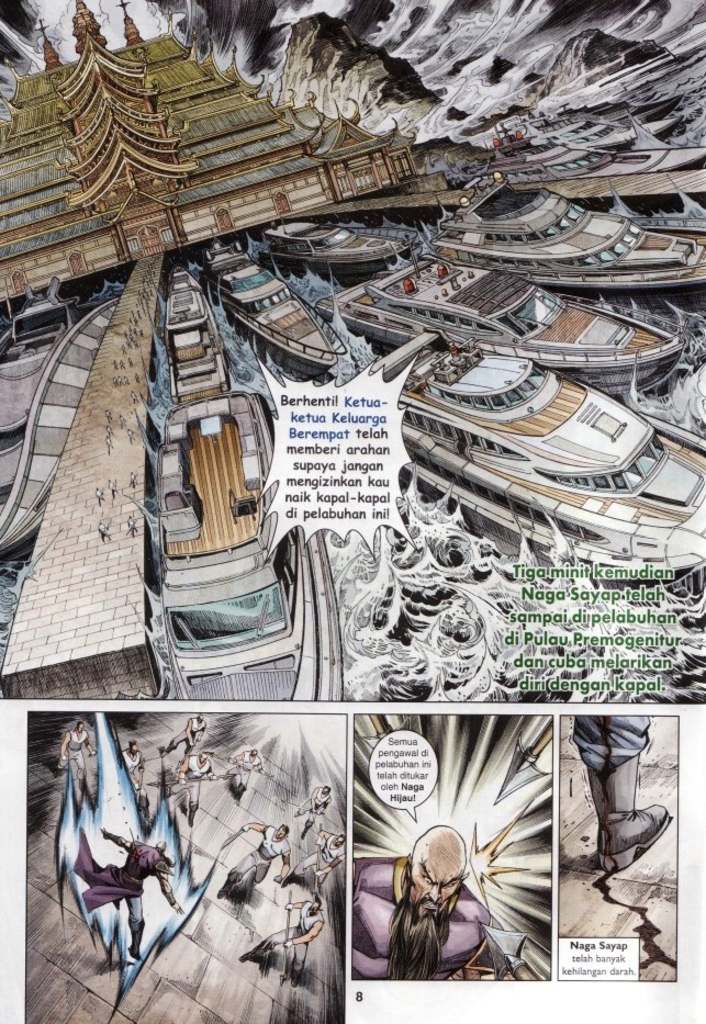 Berhenti! Ketua-
ketua Keluarga
Berempat telah
memberi arahan
supaya jangan
mengizinkan kau
naik kapal-kapal
di pelabuhan ini!
Tiga minit kemudian
Naga Sayap telah
sampai di pelabuhan
di Pulau Premogenitur
dan cuba melarikan
diri dengan kapal.
Semua
pengawal di
pelabuhan ini
telah ditukar
oleh Naga
Hijau!
Naga Sayap
telah banyak
kehilangan darah.
8